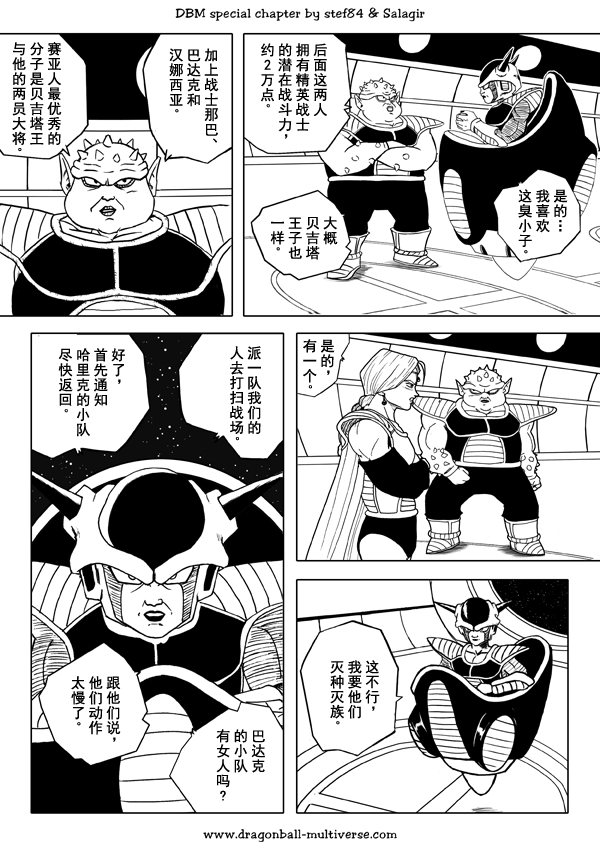 DBM special chapter by stef84 & Salagir
赛亚人最优秀的
分子是贝吉塔王
与他的两员大将。
加上战士那巴、
巴达克和
汉娜西亚。
后面这两人
拥有精英战士
的潜在战斗力，
约2万点。
大概
贝吉塔
王子也
一样。
是的…
我喜欢
这臭小子。
好了，
首先通知
哈里克的小队
尽快返回。
派一队我们的
人去打扫战场。
跟他们说，
他们动作
太慢了。
巴达克
的小队
有女人吗？
是的，
有一个。
这不行，
我要他们
灭种灭族。
www.dragonball-multiverse.com